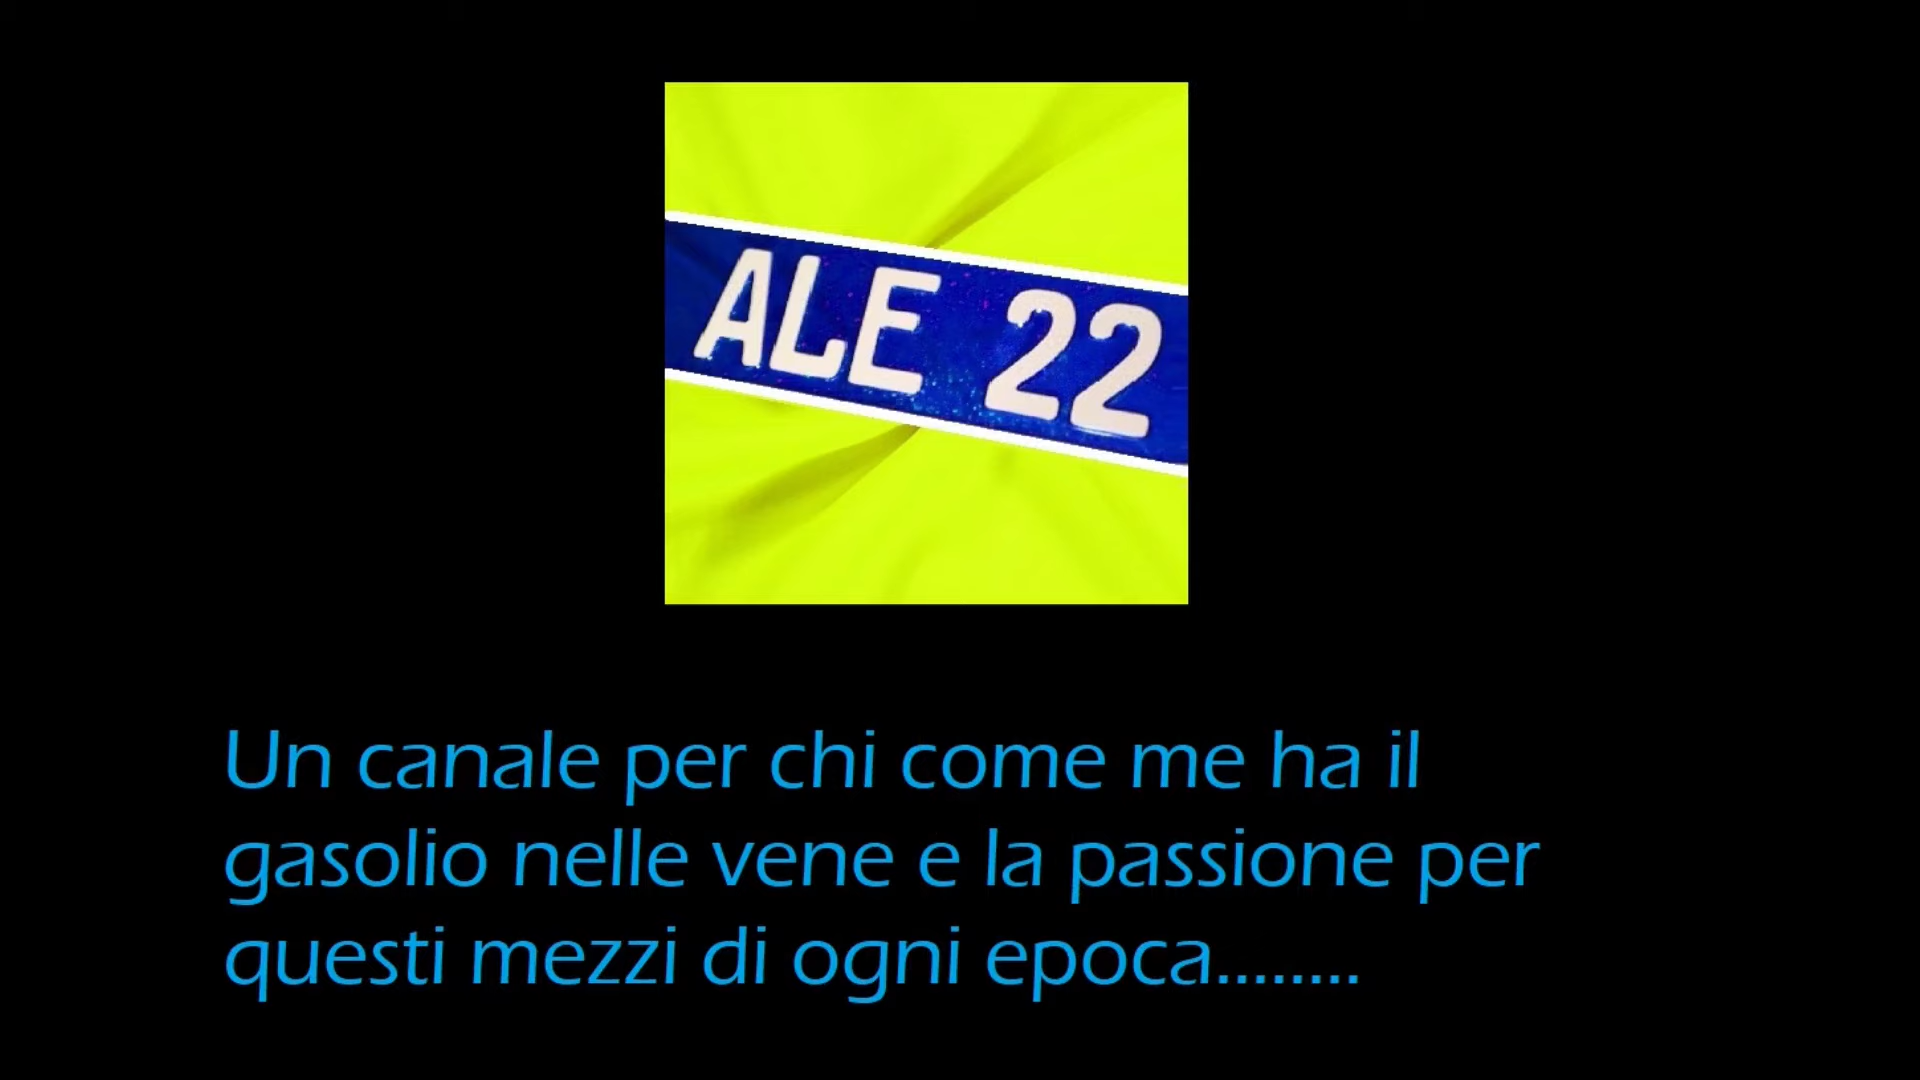 ALE 22
Un canale per chi come me ha il
gasolio nelle vene e la passione per
questi mezzi di ogni epoca........